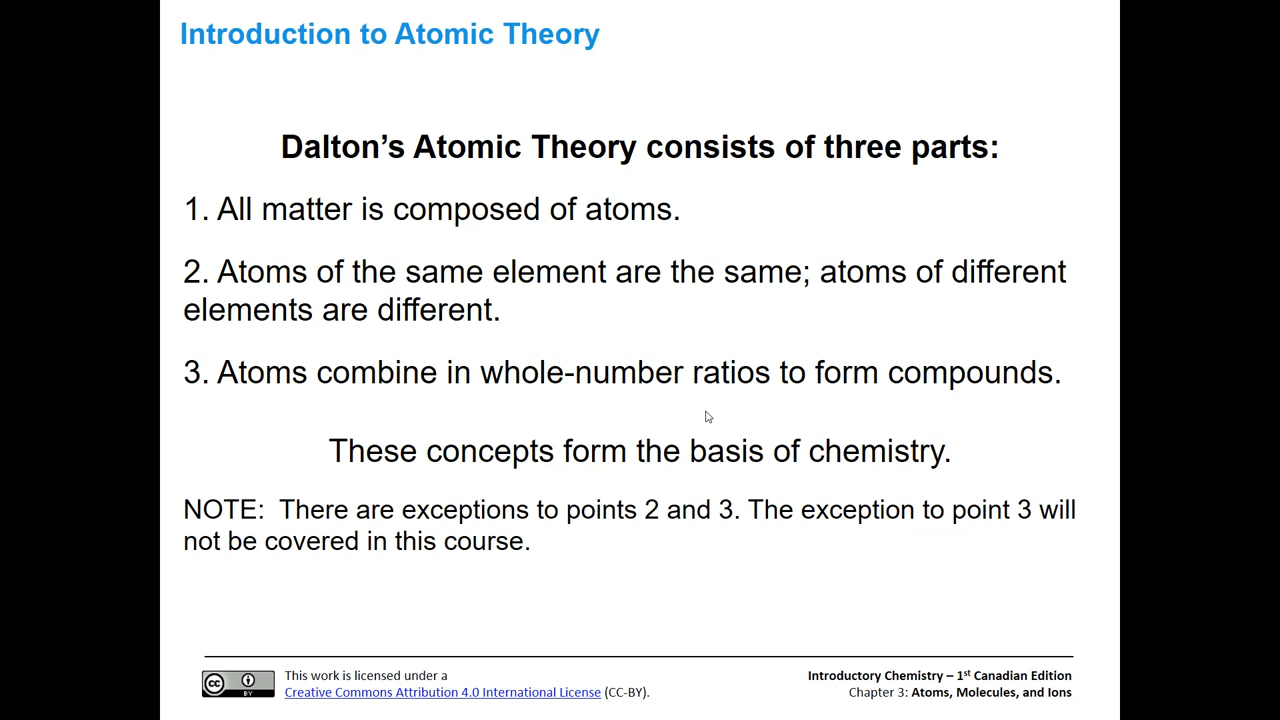 Introduction to Atomic Theory
Dalton’s Atomic Theory consists of three parts:
1. All matter is composed of atoms.
2. Atoms of the same element are the same; atoms of different
elements are different.
3. Atoms combine in whole-number ratios to form compounds.
These concepts form the basis of chemistry.
NOTE:  There are exceptions to points 2 and 3. The exception to point 3 will
not be covered in this course.
cc BY
This work is licensed under a
Creative Commons Attribution 4.0 International License (CC-BY).
Introductory Chemistry – 1st Canadian Edition
Chapter 3: Atoms, Molecules, and Ions